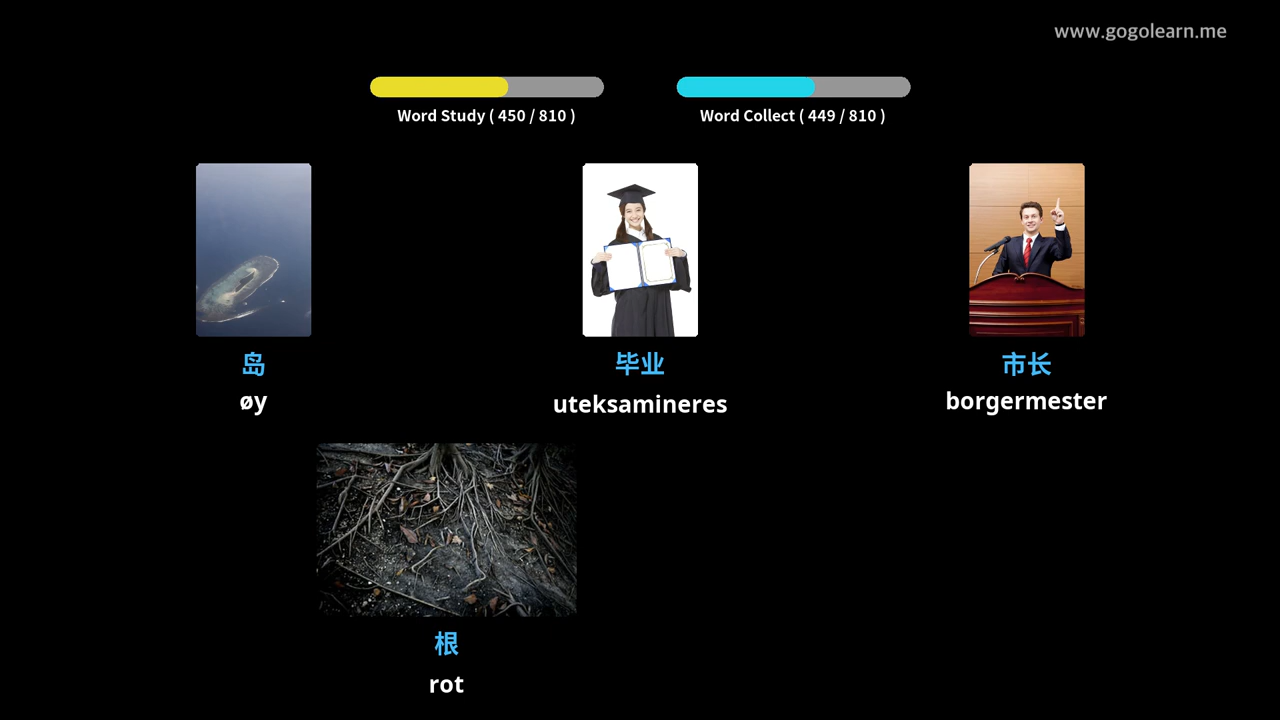 www.gogolearn.me
Word Study ( 450 / 810 )
Word Collect ( 449 / 810 )
岛
øy
毕业
uteksamineres
市长
borgermester
根
rot